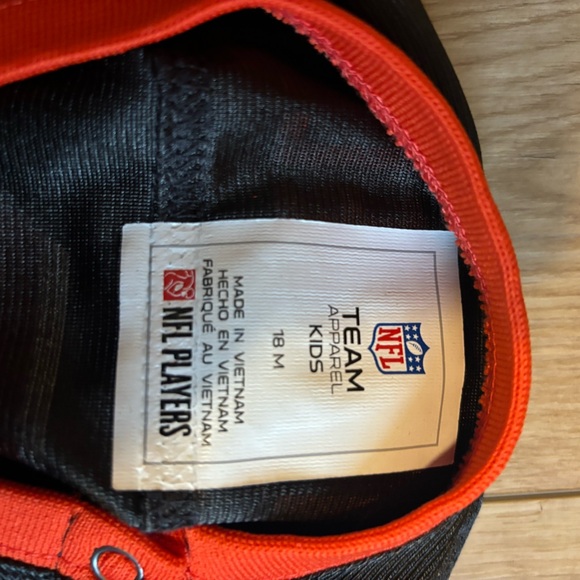 NFL
TEAM
APPAREL
KIDS
18 M
MADE IN VIETNAM
HECHO EN VIETNAM
FABRIQUÉ AU VIETNAM
NFL PLAYERS